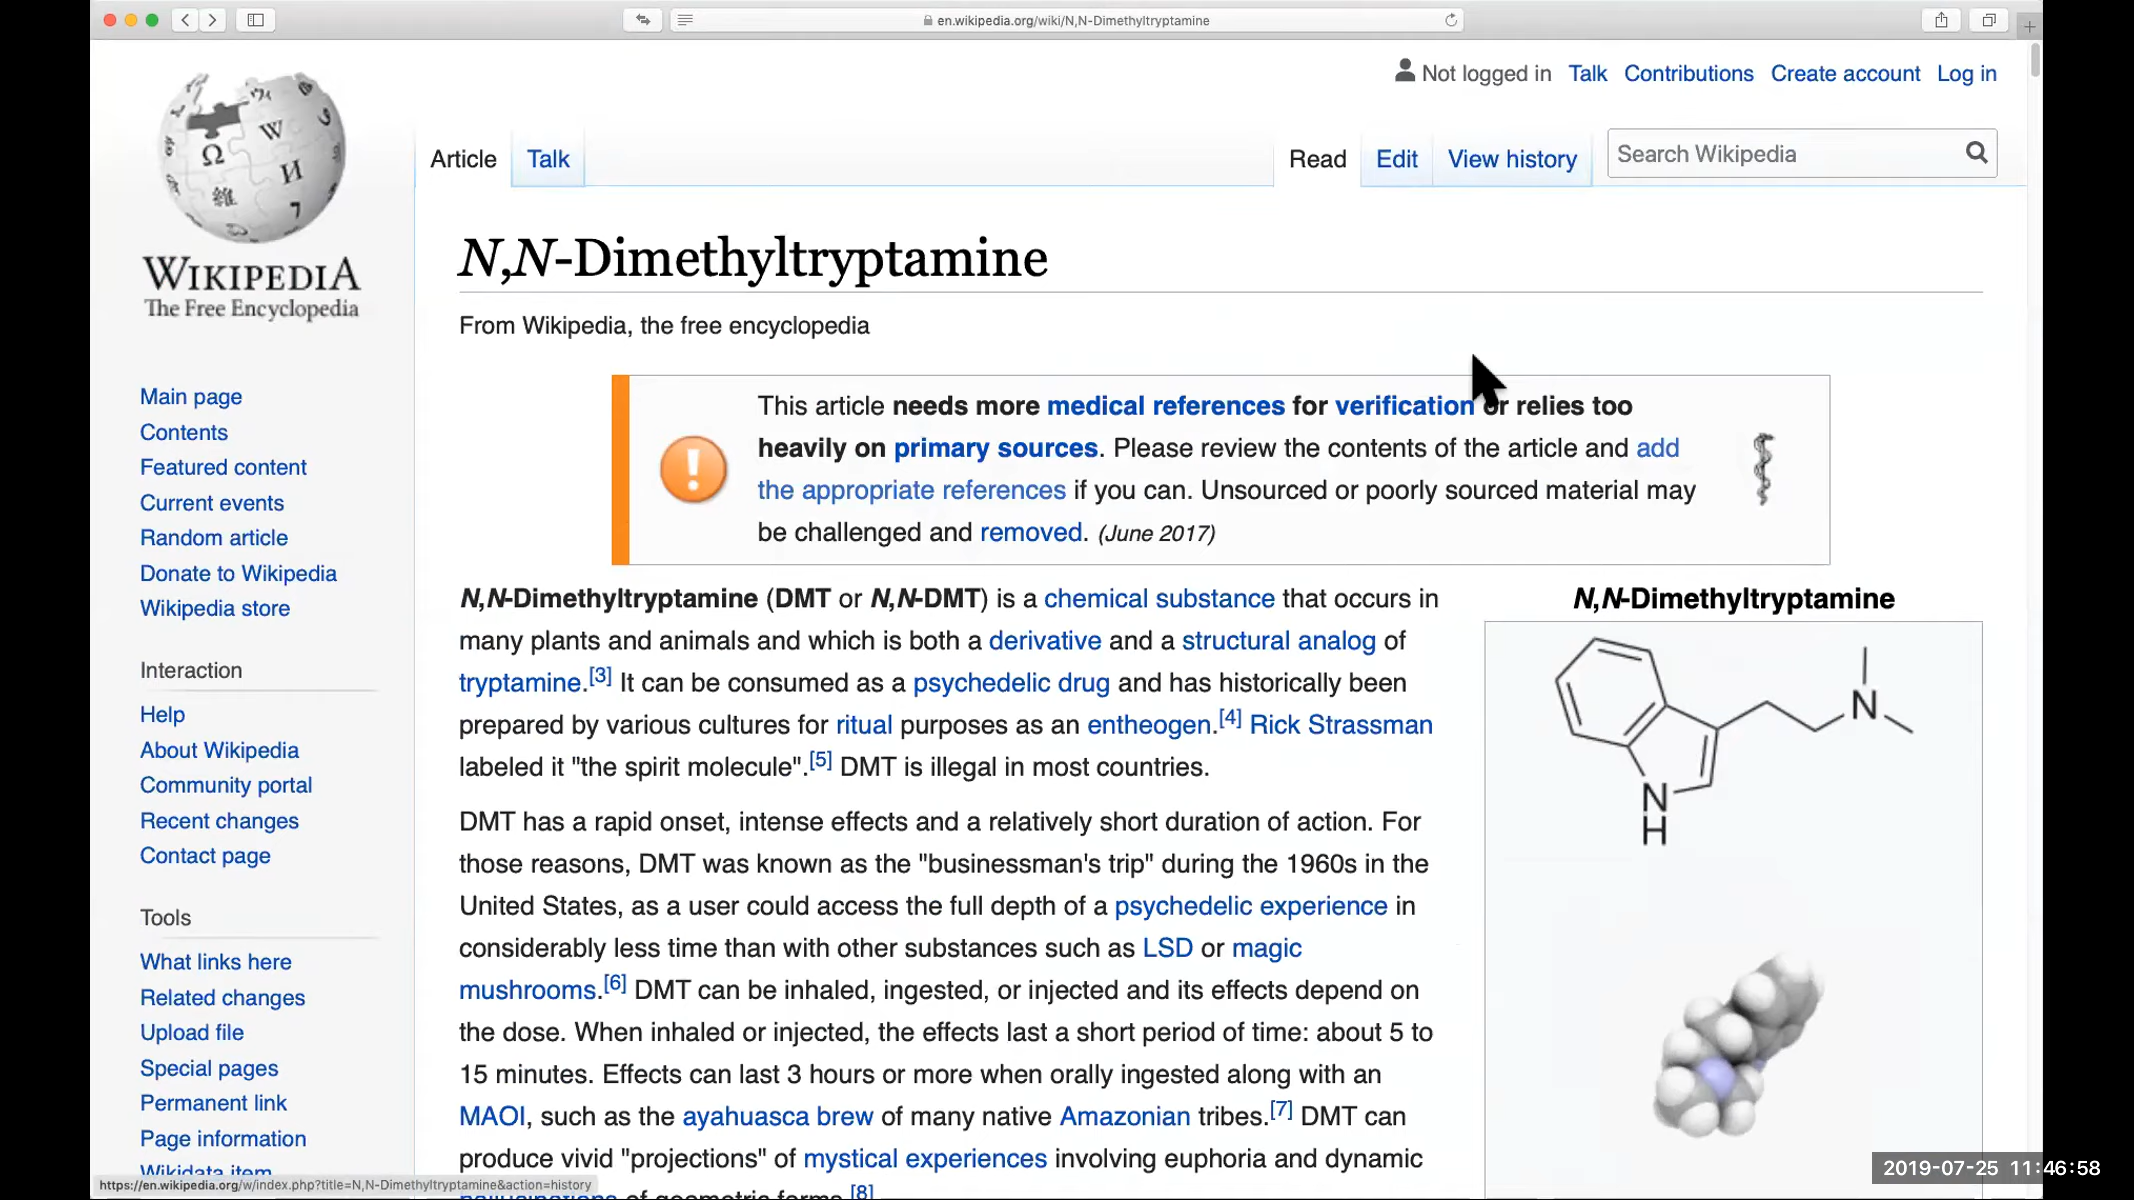 en.wikipedia.org/wiki/N,N-Dimethyltryptamine
Not logged in Talk Contributions Create account Log in
Article Talk Read Edit View history Search Wikipedia
WIKIPEDIA
The Free Encyclopedia
N,N-Dimethyltryptamine
From Wikipedia, the free encyclopedia
This article needs more medical references for verification or relies too
heavily on primary sources. Please review the contents of the article and add
the appropriate references if you can. Unsourced or poorly sourced material may
be challenged and removed. (June 2017)
Main page
Contents
Featured content
Current events
Random article
Donate to Wikipedia
Wikipedia store
Interaction
Help
About Wikipedia
Community portal
Recent changes
Contact page
Tools
What links here
Related changes
Upload file
Special pages
Permanent link
Page information
Wikidata item
N,N-Dimethyltryptamine (DMT or N,N-DMT) is a chemical substance that occurs in
many plants and animals and which is both a derivative and a structural analog of
tryptamine.[3] It can be consumed as a psychedelic drug and has historically been
prepared by various cultures for ritual purposes as an entheogen.[4] Rick Strassman
labeled it "the spirit molecule".[5] DMT is illegal in most countries.
DMT has a rapid onset, intense effects and a relatively short duration of action. For
those reasons, DMT was known as the "businessman's trip" during the 1960s in the
United States, as a user could access the full depth of a psychedelic experience in
considerably less time than with other substances such as LSD or magic
mushrooms.[6] DMT can be inhaled, ingested, or injected and its effects depend on
the dose. When inhaled or injected, the effects last a short period of time: about 5 to
15 minutes. Effects can last 3 hours or more when orally ingested along with an
MAOI, such as the ayahuasca brew of many native Amazonian tribes.[7] DMT can
produce vivid "projections" of mystical experiences involving euphoria and dynamic
hallucinations of geometric forms.[8]
N,N-Dimethyltryptamine
N
N
H
https://en.wikipedia.org/w/index.php?title=N,N-Dimethyltryptamine&action=history
2019-07-25 11:46:58